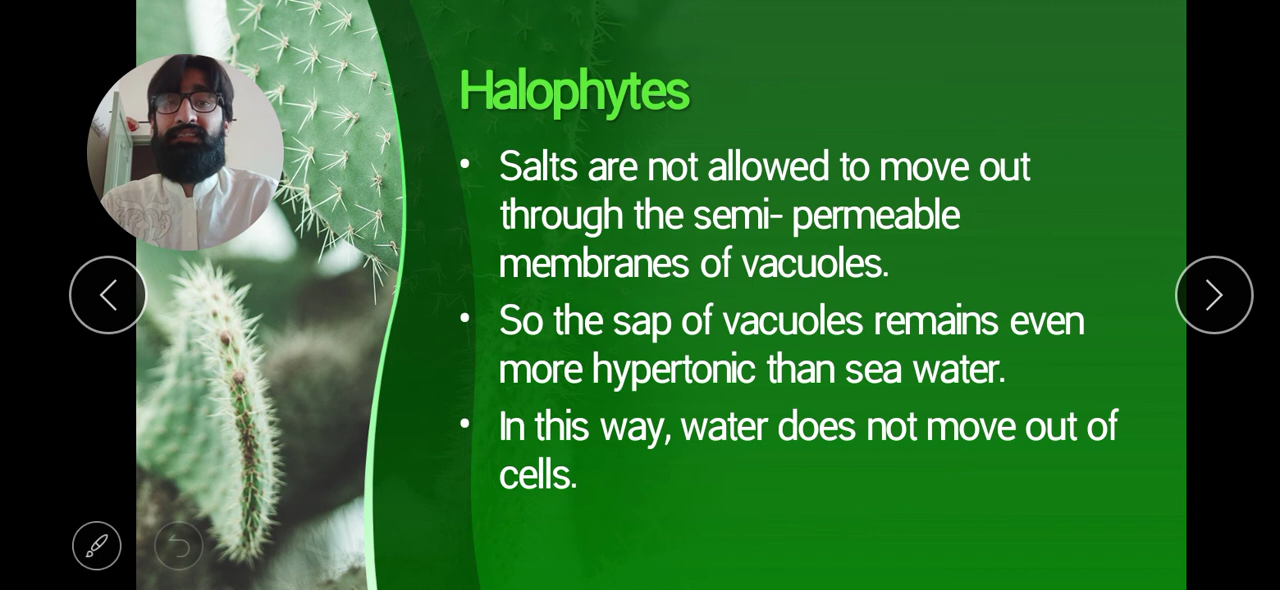 Halophytes
• Salts are not allowed to move out
through the semi- permeable
membranes of vacuoles.
• So the sap of vacuoles remains even
more hypertonic than sea water.
• In this way, water does not move out of
cells.